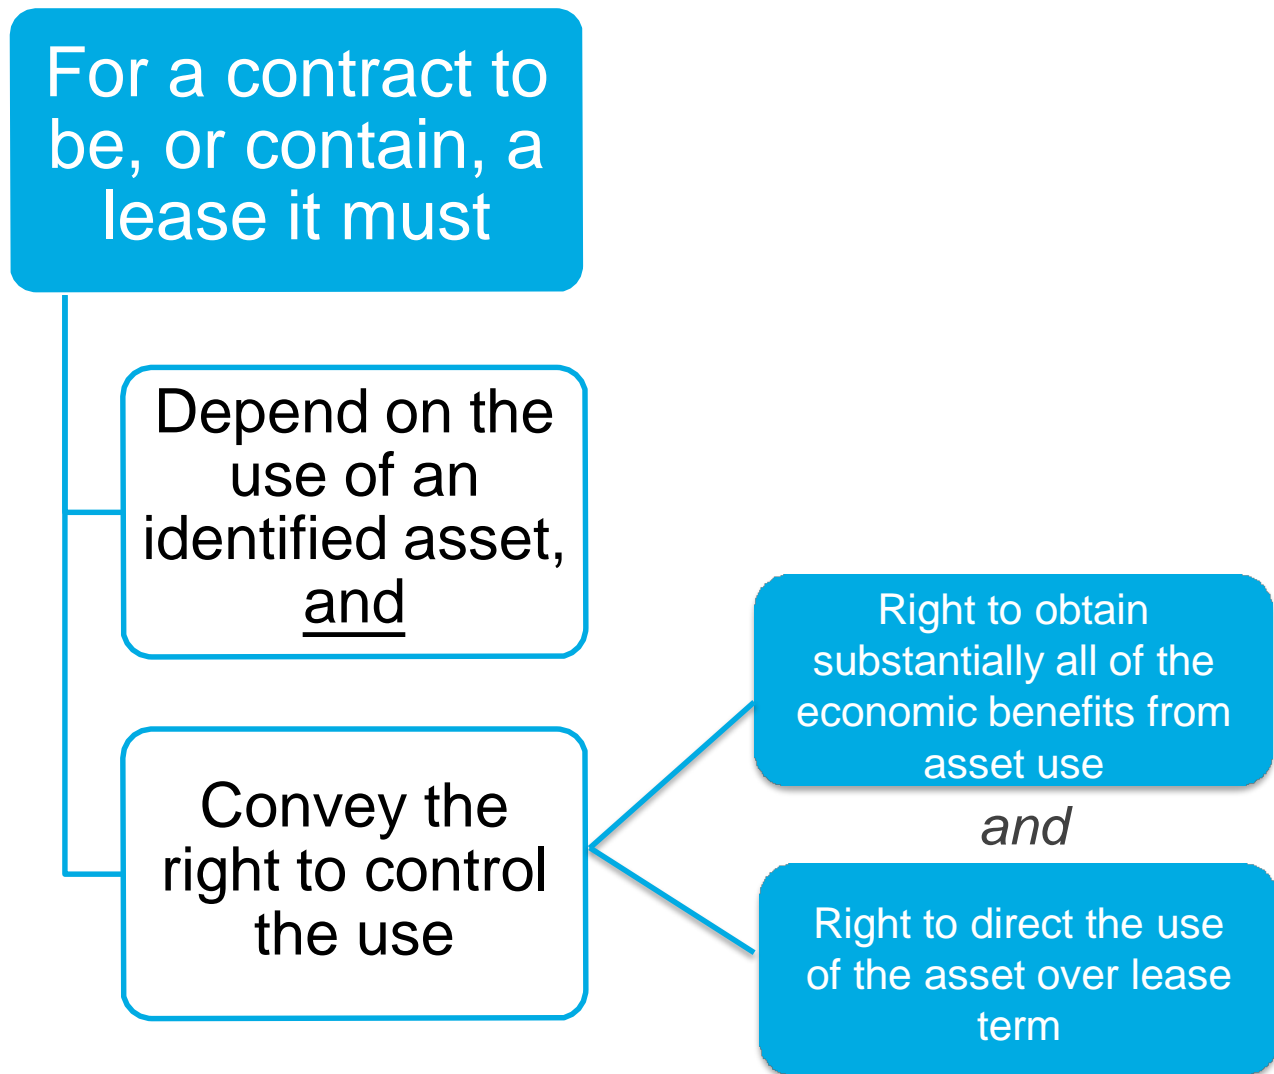 For a contract to
be, or contain, a
lease it must
Depend on the
use of an
identified asset,
and
Convey the
right to control
the use
Right to obtain
substantially all of the
economic benefits from
asset use
and
Right to direct the use
of the asset over lease
term